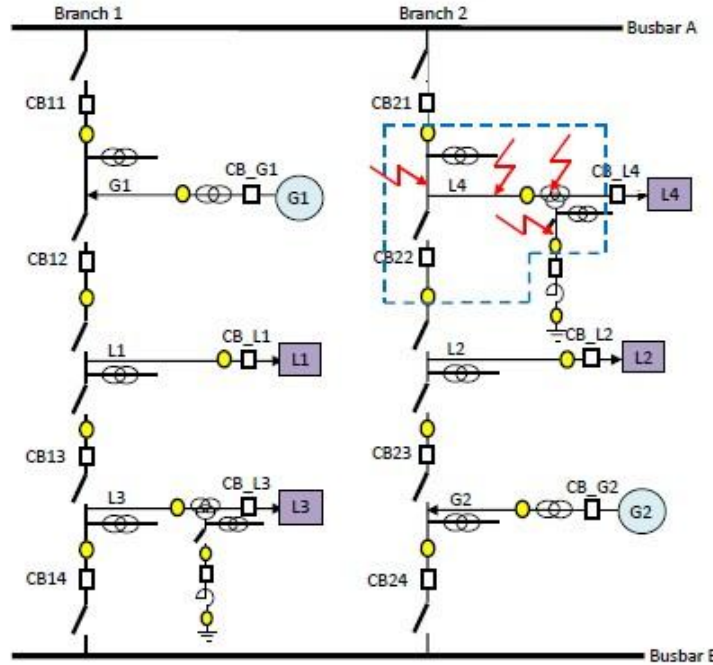 Branch 1
Branch 2
Busbar A
CB11
CB21
G1
CB_G1
G1
L4
CB_L4
L4
CB12
CB22
L1
CB_L1
L1
L2
CB_L2
L2
CB13
CB23
L3
CB_L3
L3
G2
CB_G2
G2
CB14
CB24
Busbar B